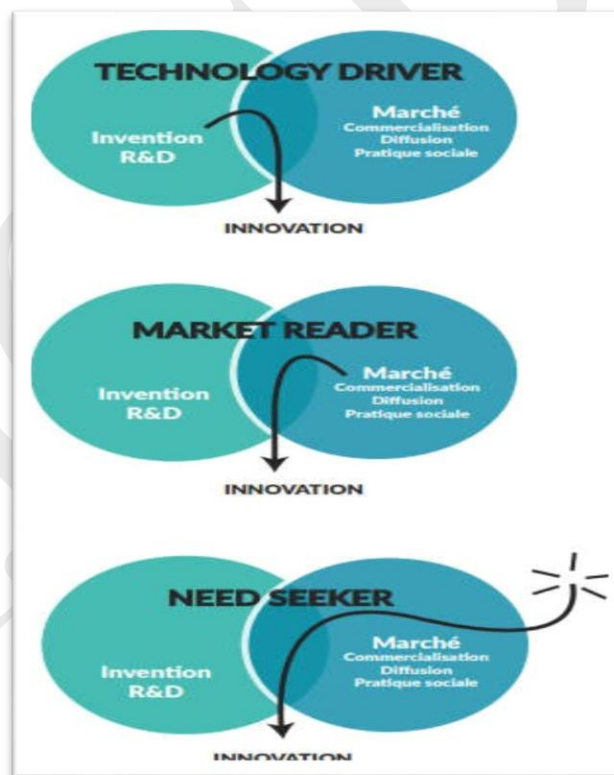 TECHNOLOGY DRIVER
Invention
R&D
Marché
Commercialisation
Diffusion
Pratique sociale
INNOVATION
MARKET READER
Invention
R&D
Marché
Commercialisation
Diffusion
Pratique sociale
INNOVATION
NEED SEEKER
Invention
R&D
Marché
Commercialisation
Diffusion
Pratique sociale
INNOVATION